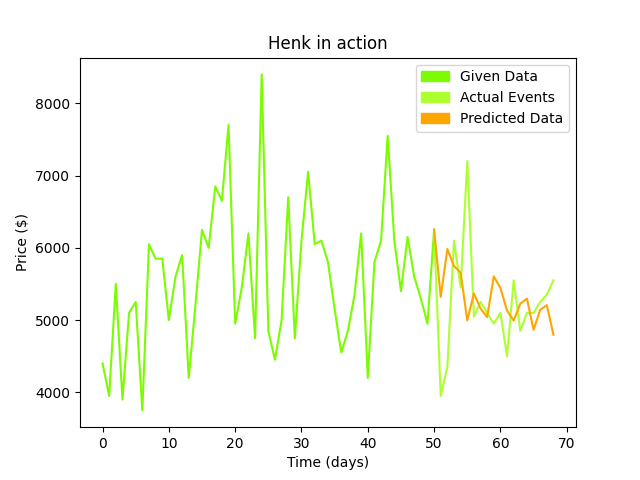 Henk in action
Given Data
Actual Events
Predicted Data
Price ($)
8000
7000
6000
5000
4000
0 10 20 30 40 50 60 70
Time (days)